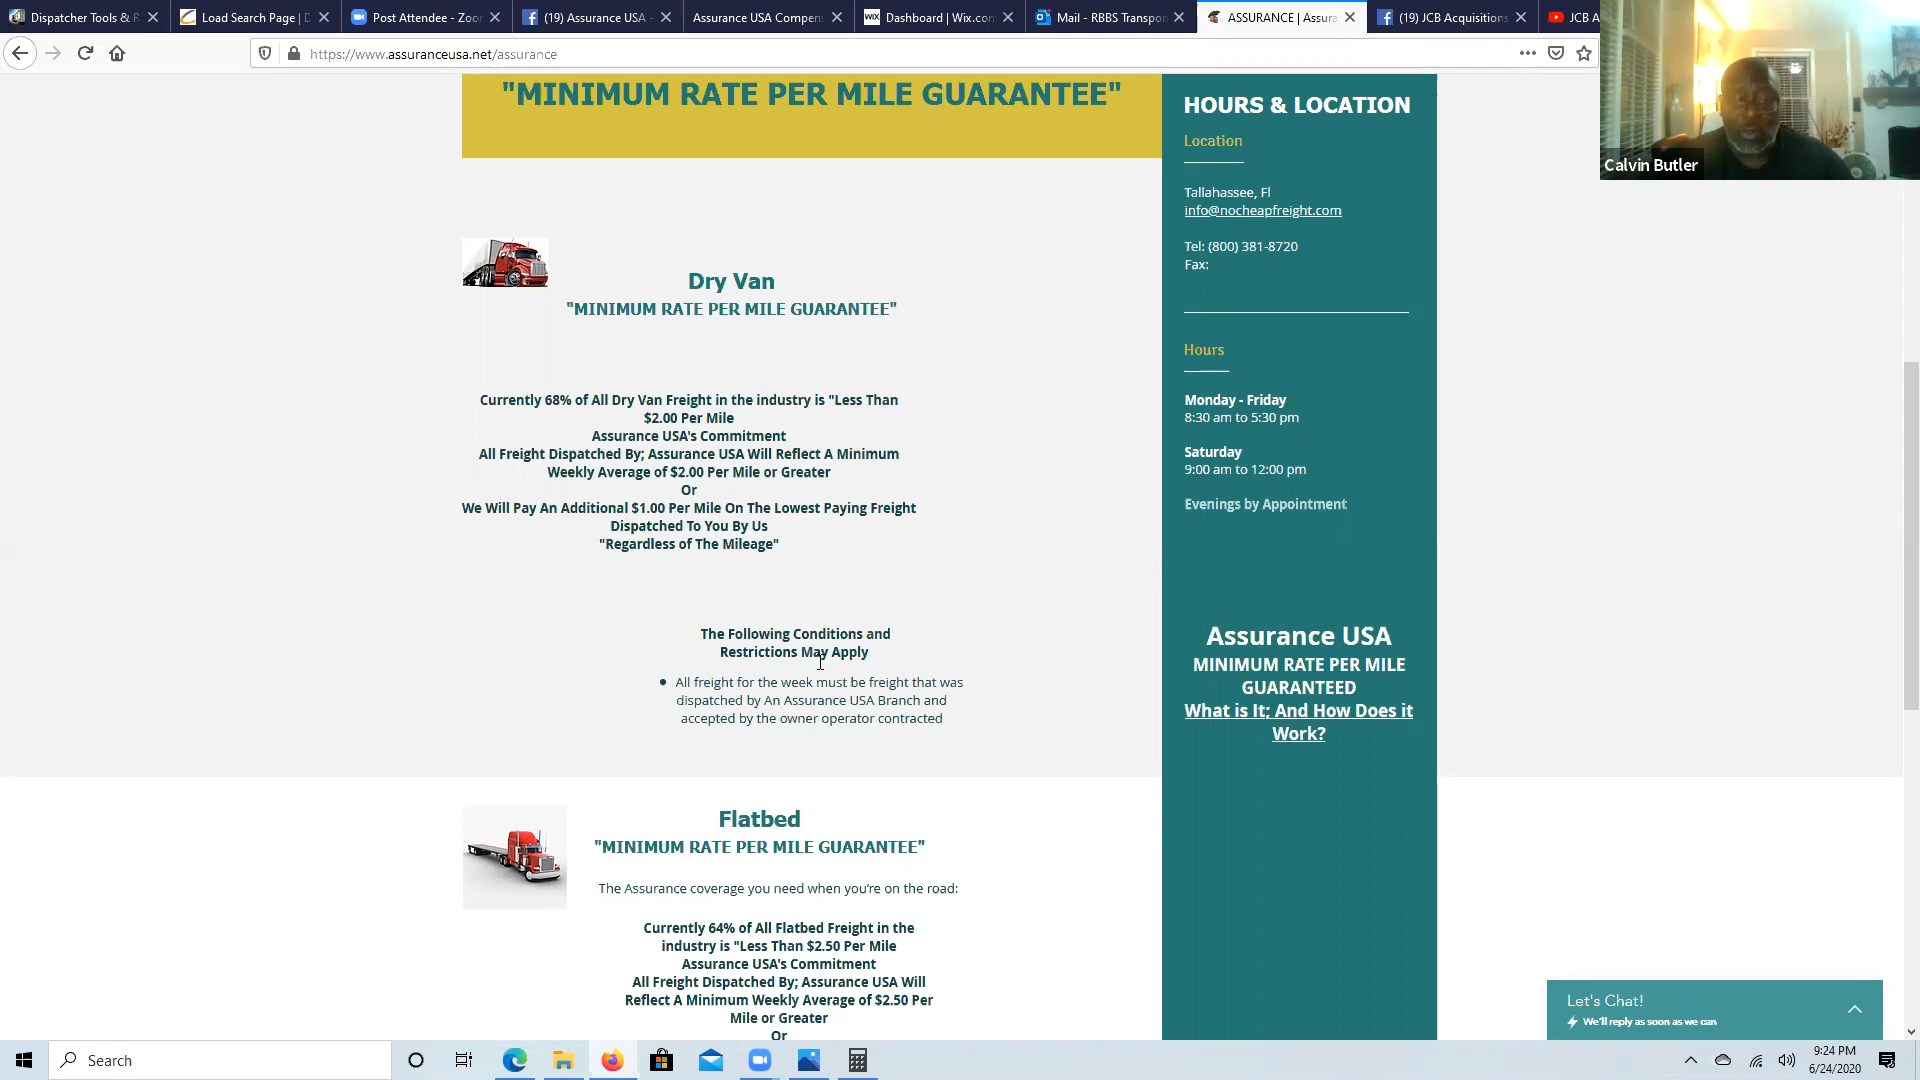 Dispatcher Tools & R
Load Search Page | D
Post Attendee - Zoo
(19) Assurance USA -
Assurance USA Compen
Dashboard | Wix.com
Mail - RBBS Transpor
ASSURANCE | Assura
(19) JCB Acquisitions
JCB A
https://www.assuranceusa.net/assurance
"MINIMUM RATE PER MILE GUARANTEE"
Dry Van
"MINIMUM RATE PER MILE GUARANTEE"
Currently 68% of All Dry Van Freight in the industry is "Less Than
$2.00 Per Mile
Assurance USA's Commitment
All Freight Dispatched By; Assurance USA Will Reflect A Minimum
Weekly Average of $2.00 Per Mile or Greater
Or
We Will Pay An Additional $1.00 Per Mile On The Lowest Paying Freight
Dispatched To You By Us
"Regardless of The Mileage"
The Following Conditions and
Restrictions May Apply
All freight for the week must be freight that was
dispatched by An Assurance USA Branch and
accepted by the owner operator contracted
Flatbed
"MINIMUM RATE PER MILE GUARANTEE"
The Assurance coverage you need when you're on the road:
Currently 64% of All Flatbed Freight in the
industry is "Less Than $2.50 Per Mile
Assurance USA's Commitment
All Freight Dispatched By; Assurance USA Will
Reflect A Minimum Weekly Average of $2.50 Per
Mile or Greater
Or
HOURS & LOCATION
Location
Tallahassee, Fl
info@nocheapfreight.com
Tel: (800) 381-8720
Fax:
Hours
Monday - Friday
8:30 am to 5:30 pm
Saturday
9:00 am to 12:00 pm
Evenings by Appointment
Assurance USA
MINIMUM RATE PER MILE
GUARANTEED
What is It; And How Does it
Work?
Calvin Butler
Let's Chat!
We'll reply as soon as we can
Search
9:24 PM
6/24/2020